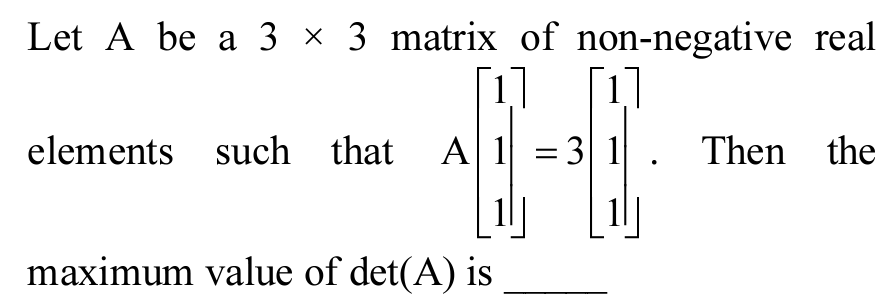 Let A be a 3 × 3 matrix of non-negative real
elements such that A [1 1 1] = 3 [1 1 1] . Then the
maximum value of det(A) is _____